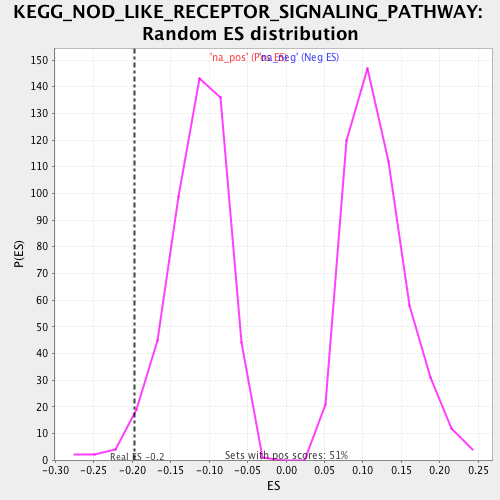 KEGG_NOD_LIKE_RECEPTOR_SIGNALING_PATHWAY:
Random ES distribution
'na_pos' (Pos ES) 'na_neg' (Neg ES)
150
140
130
120
110
100
90
80
70
60
50
40
30
20
10
0
P(ES)
Real ES -0.2
Sets with pos scores: 51%
-0.30 -0.25 -0.20 -0.15 -0.10 -0.05 0.00 0.05 0.10 0.15 0.20 0.25
ES